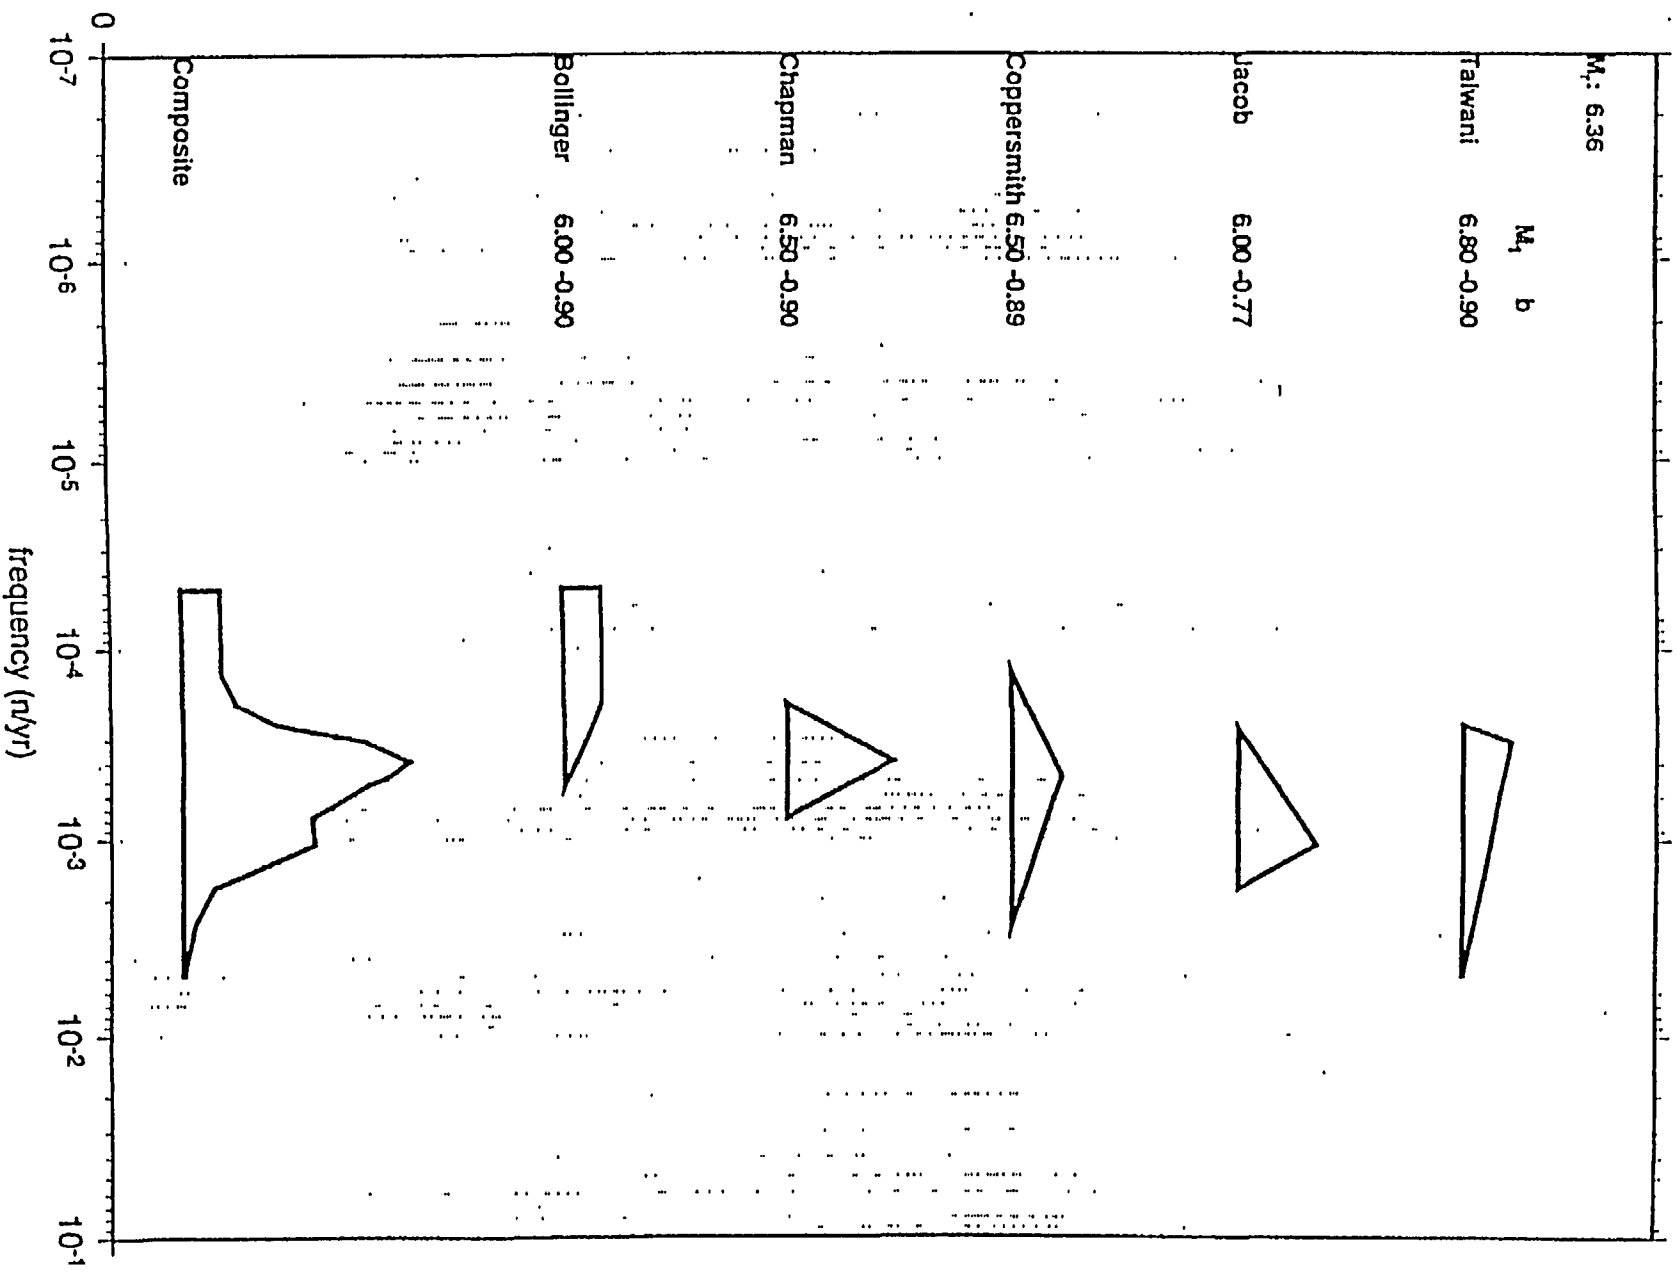 Mᵣ: 6.36
M₁ b
Talwani 6.80 -0.90
Jacob 6.00 -0.77
Coppersmith 6.50 -0.89
Chapman 6.50 -0.90
Bollinger 6.00 -0.90
Composite
0
10⁻⁷ 10⁻⁶ 10⁻⁵ 10⁻⁴ 10⁻³ 10⁻² 10⁻¹
frequency (n/yr)